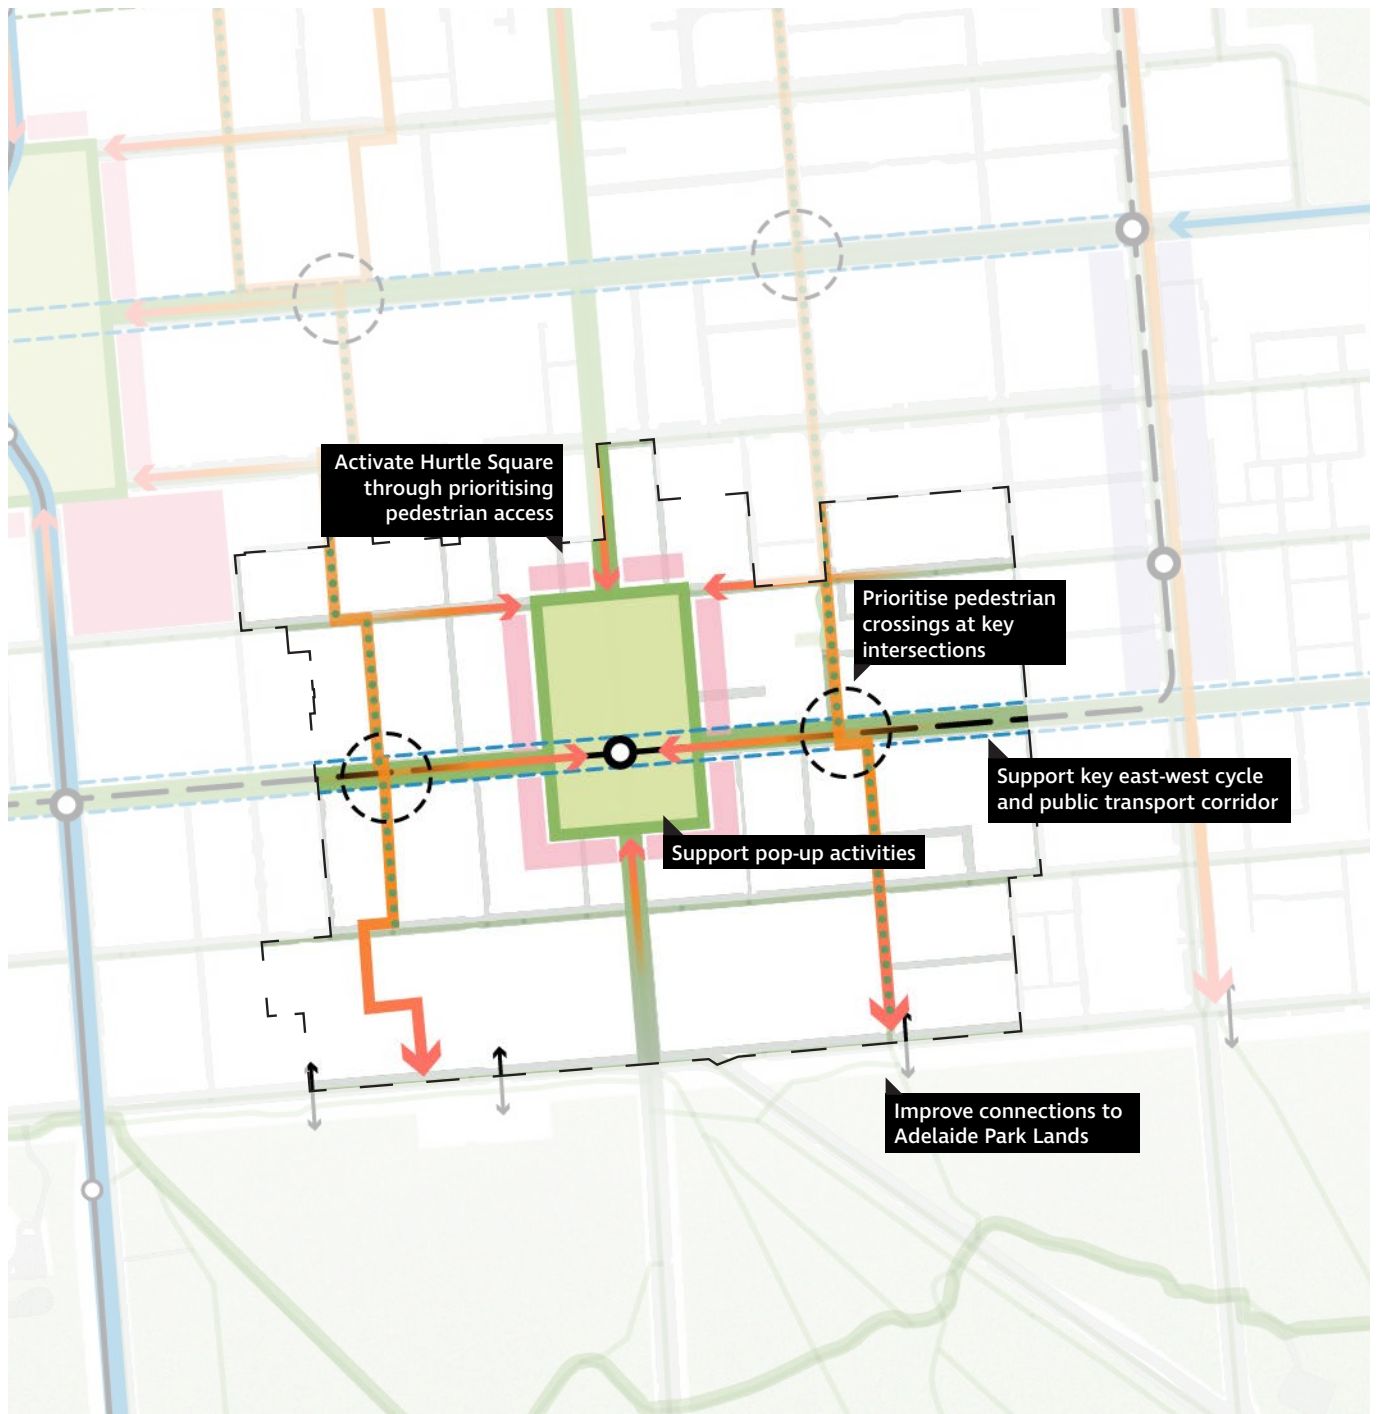 Activate Hurtle Square
through prioritising
pedestrian access
Prioritise pedestrian
crossings at key
intersections
Support key east-west cycle
and public transport corridor
Support pop-up activities
Improve connections to
Adelaide Park Lands